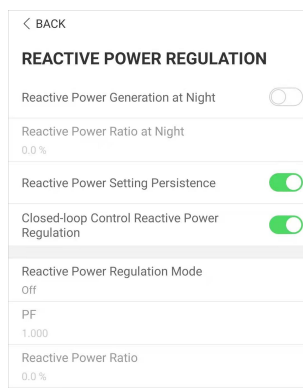 < BACK
REACTIVE POWER REGULATION
Reactive Power Generation at Night
Reactive Power Ratio at Night
0.0 %
Reactive Power Setting Persistence
Closed-loop Control Reactive Power
Regulation
Reactive Power Regulation Mode
Off
PF
1.000
Reactive Power Ratio
0.0 %